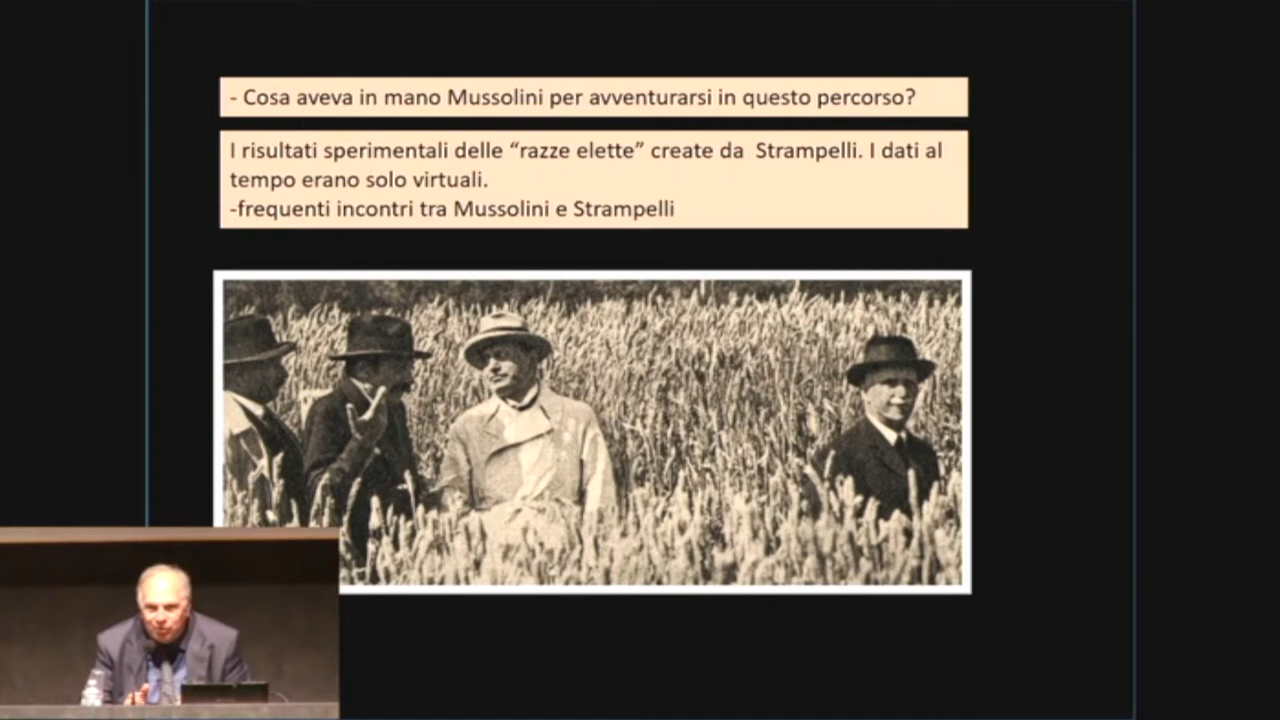 - Cosa aveva in mano Mussolini per avventurarsi in questo percorso?
I risultati sperimentali delle “razze elette” create da  Strampelli. I dati al
tempo erano solo virtuali.
-frequenti incontri tra Mussolini e Strampelli